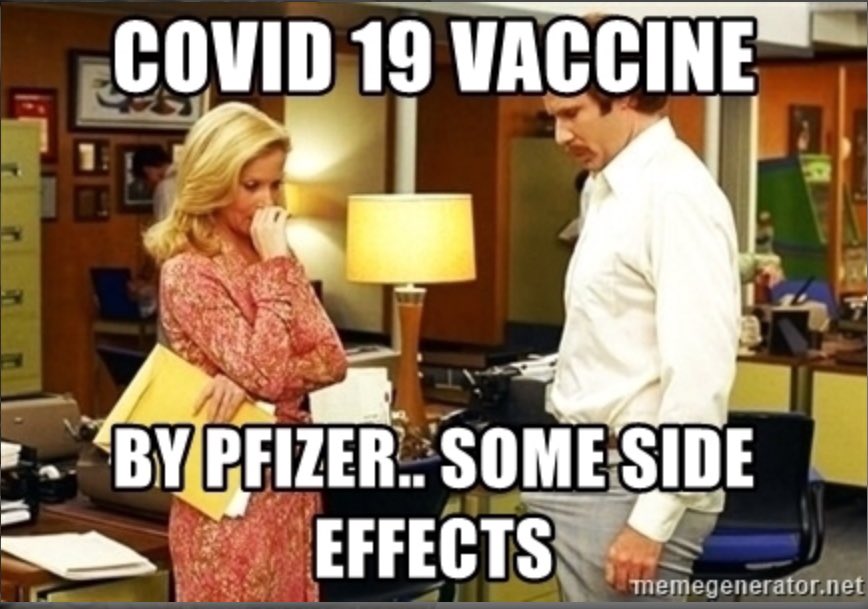 COVID 19 VACCINE
BY PFIZER.. SOME SIDE
EFFECTS
memegenerator.net